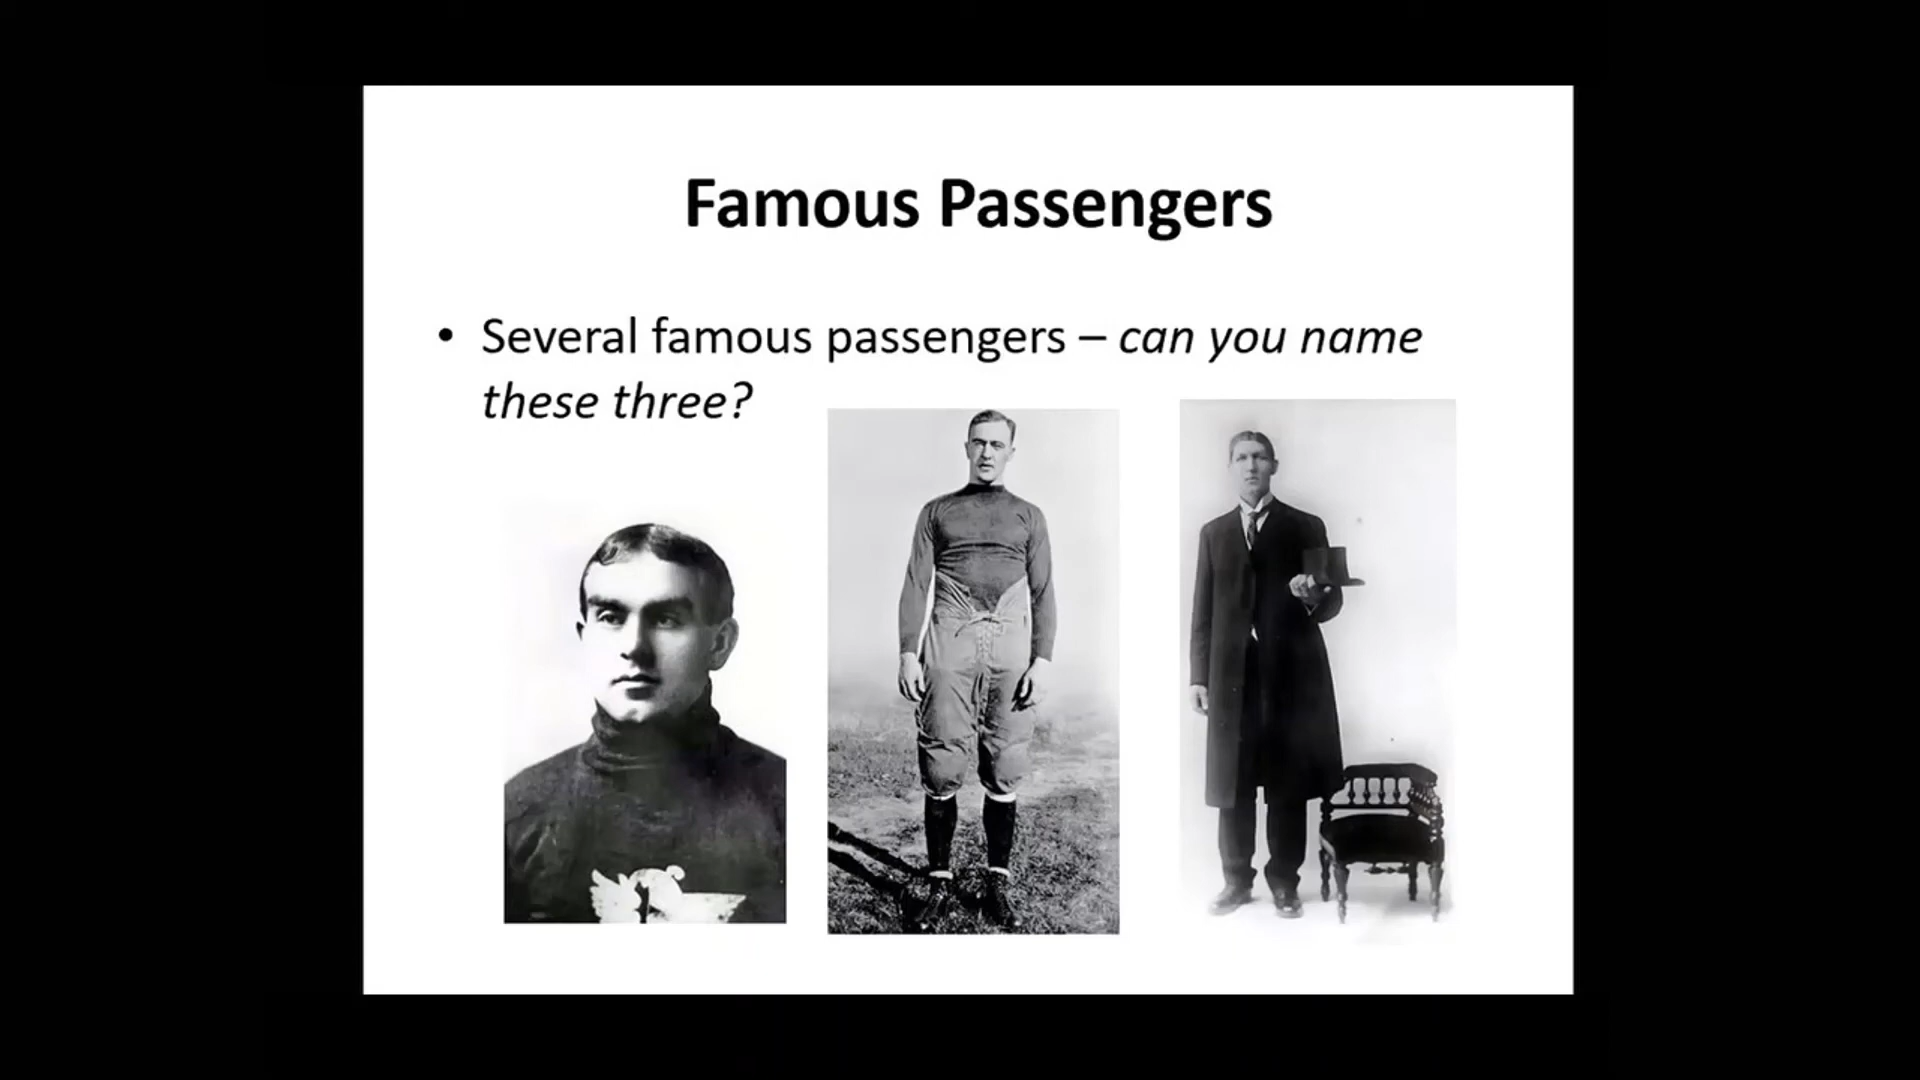 Famous Passengers
• Several famous passengers – can you name
these three?